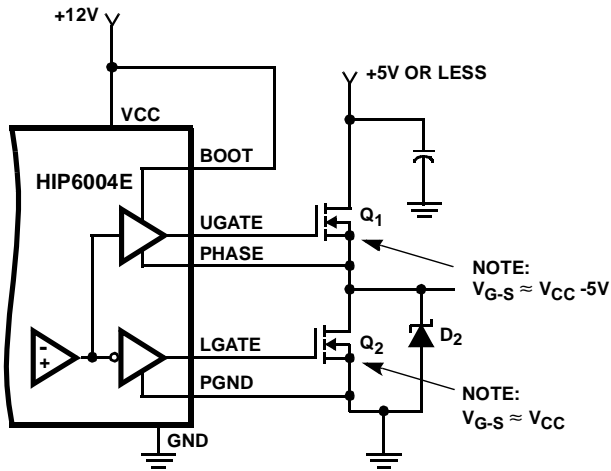 +12V
+5V OR LESS
VCC
BOOT
HIP6004E
Q1
UGATE
PHASE
NOTE:
VG-S ≈ VCC -5V
-
+
LGATE
Q2
D2
PGND
NOTE:
VG-S ≈ VCC
GND